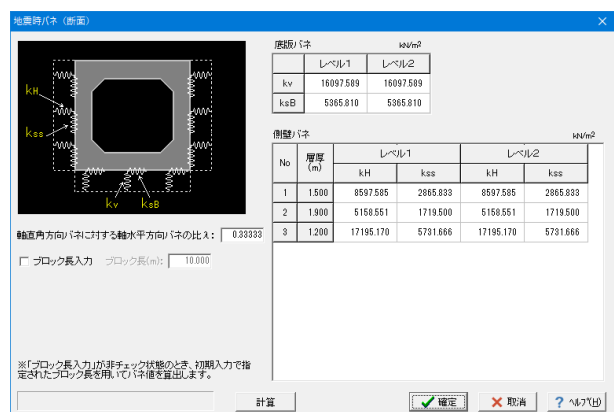 地震時バネ（断面）
底版バネ kN/m2
レベル1 レベル2
kv 16097.589 16097.589
ksB 5365.810 5365.810
kH
kss
kv ksB
側壁バネ kN/m2
No 層厚(m) レベル1 レベル2
kH kss kH kss
1 1.500 8597.585 2865.833 8597.585 2865.833
2 1.900 5158.551 1719.500 5158.551 1719.500
3 1.200 17195.170 5731.666 17195.170 5731.666
軸直角方向バネに対する軸水平方向バネの比λ： 0.33333
ブロック長入力 ブロック長(m)： 10.000
※「ブロック長入力」が非チェック状態のとき、初期入力で指
定されたブロック長を用いてバネ値を算出します。
計算 確定 取消 ? ヘルプ(H)